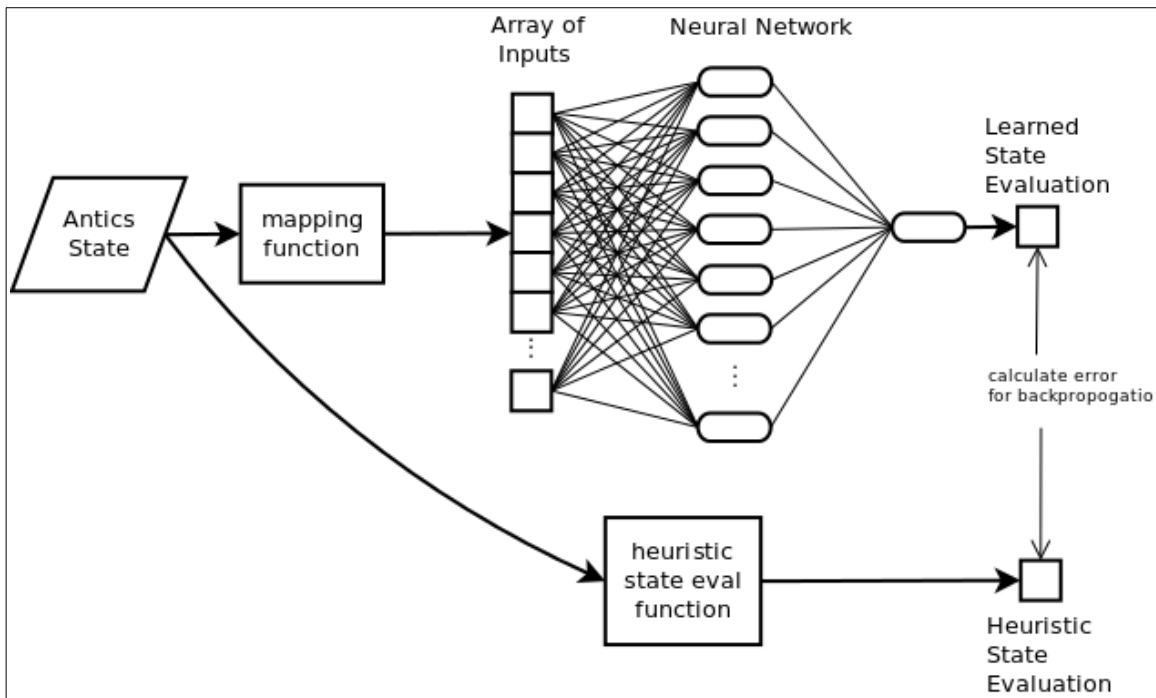 Array of
Inputs
Neural Network
Learned
State
Evaluation
Antics
State
mapping
function
calculate error
for backpropogatio
heuristic
state eval
function
Heuristic
State
Evaluation